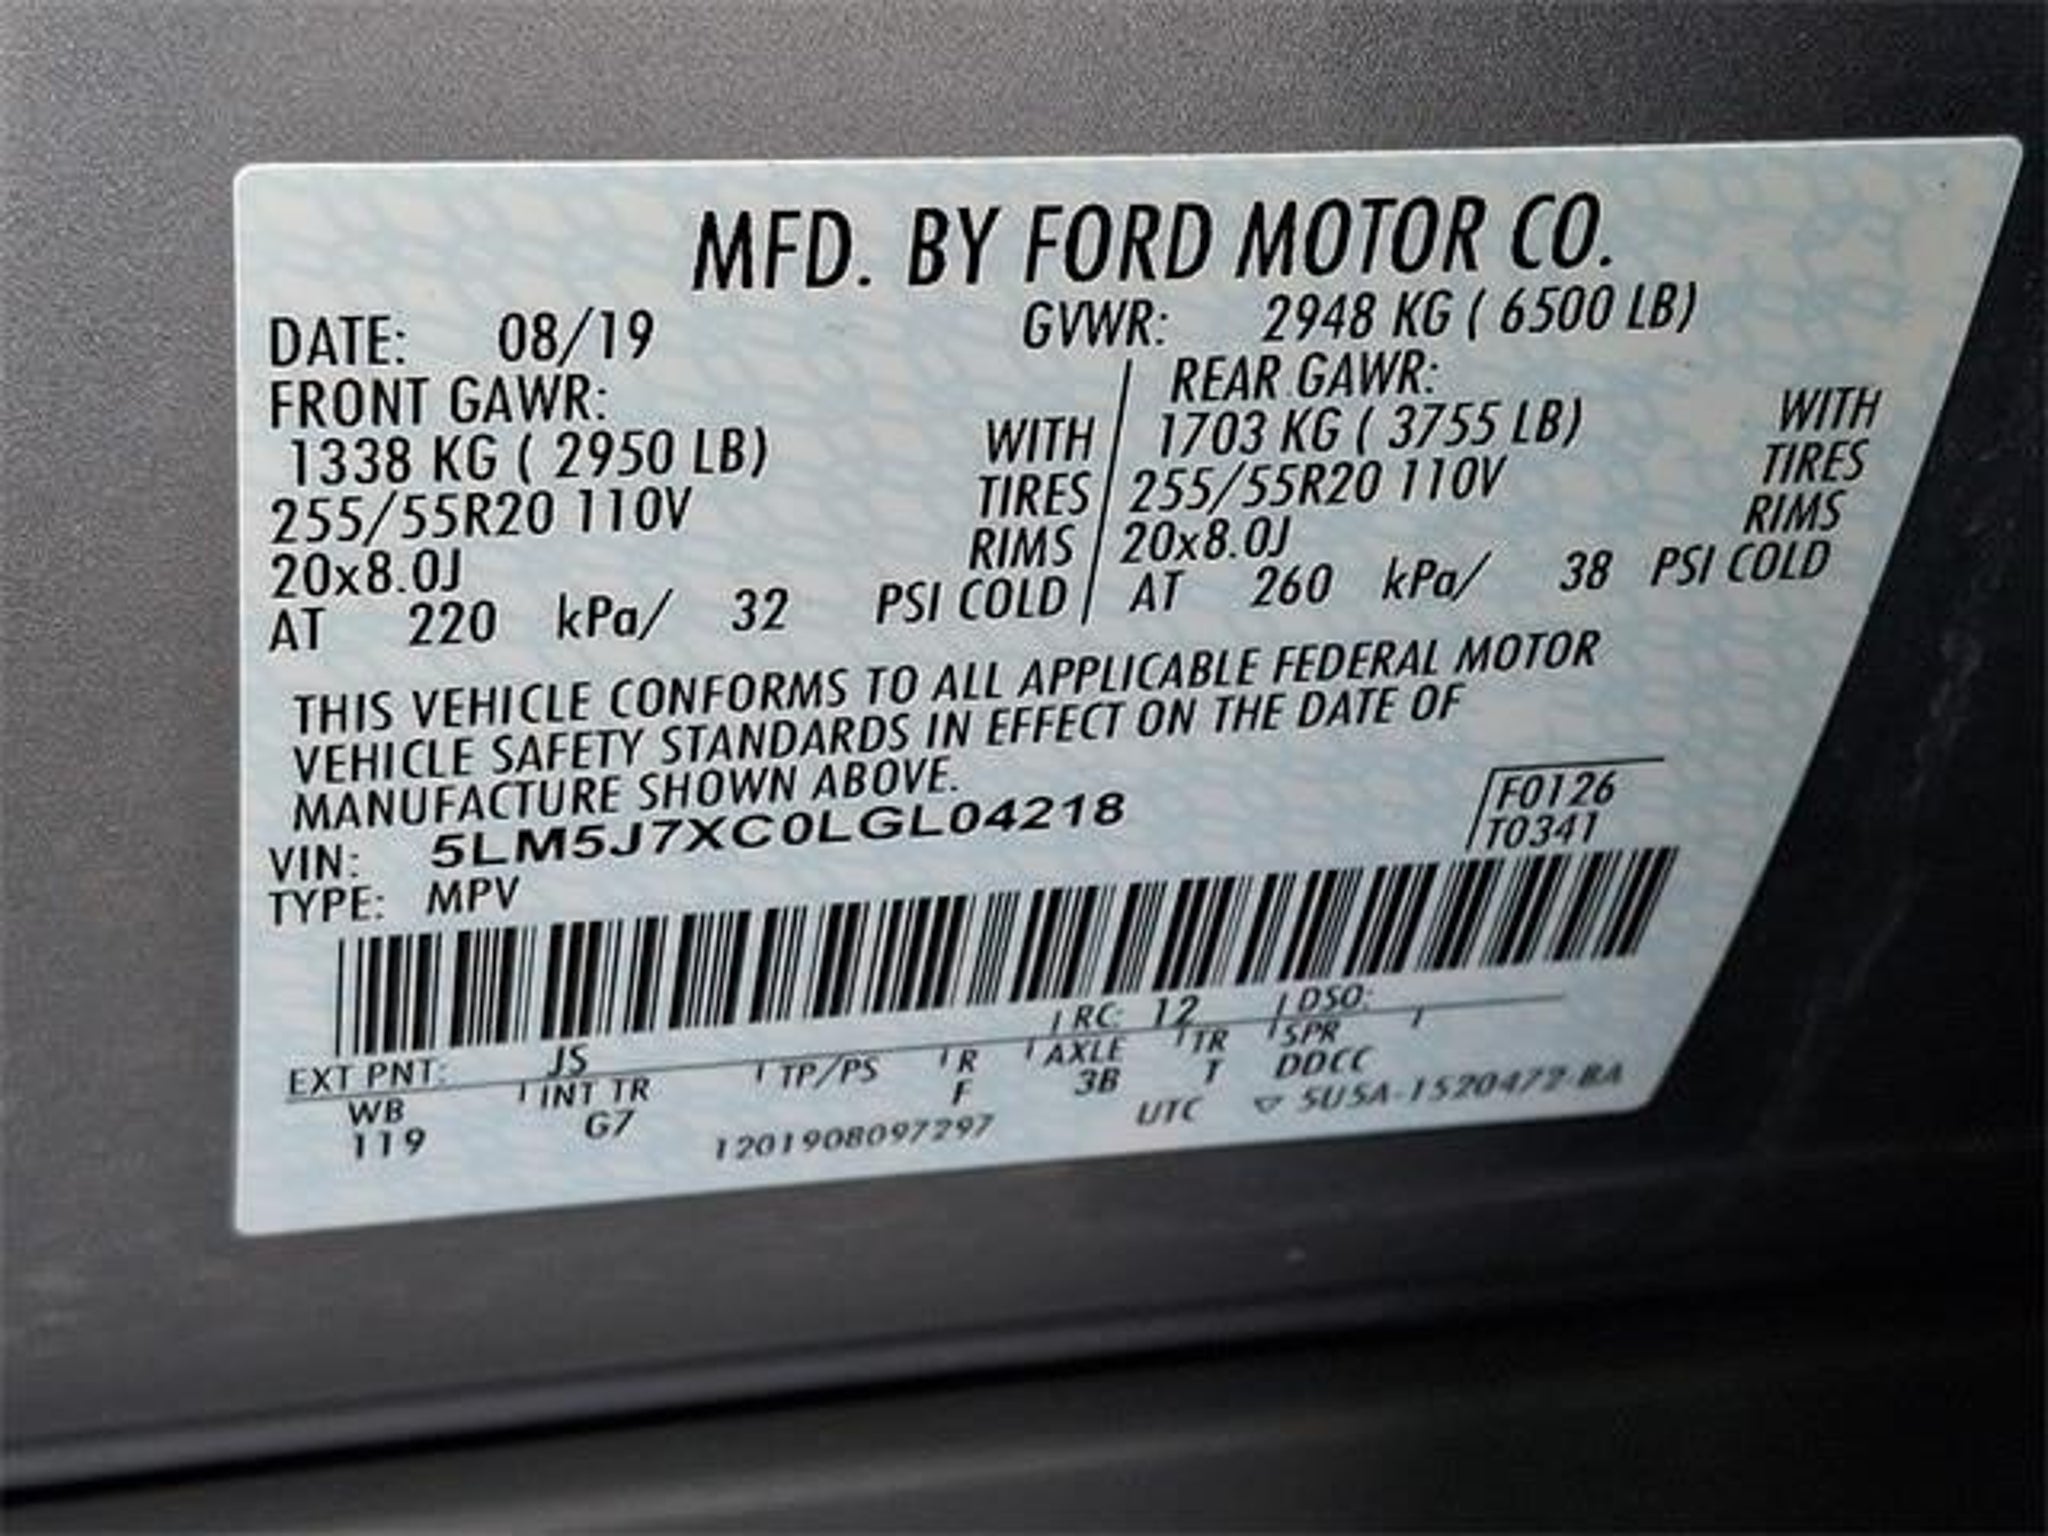 MFD. BY FORD MOTOR CO.
DATE: 08/19 GVWR: 2948 KG ( 6500 LB)
FRONT GAWR: REAR GAWR:
1338 KG ( 2950 LB) WITH 1703 KG ( 3755 LB) WITH
255/55R20 110V TIRES 255/55R20 110V TIRES
20x8.0J RIMS 20x8.0J RIMS
AT 220 kPa/ 32 PSI COLD AT 260 kPa/ 38 PSI COLD
THIS VEHICLE CONFORMS TO ALL APPLICABLE FEDERAL MOTOR
VEHICLE SAFETY STANDARDS IN EFFECT ON THE DATE OF
MANUFACTURE SHOWN ABOVE.
VIN: 5LM5J7XC0LGL04218
F0126
T0341
TYPE: MPV
EXT PNT: JS RC: 12 DSO:
WB INT TR TP/PS R AXLE TR SPR
119 G7 F 3B T DDCC
1201908097297 UTC ▽ 5U5A-1520472-BA